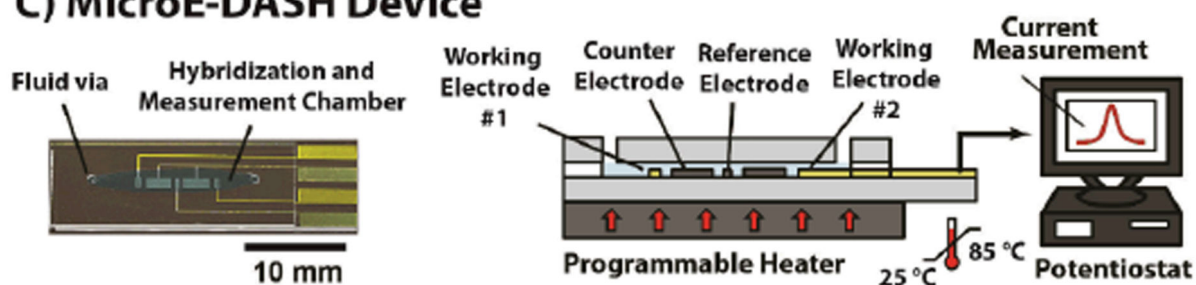 C) MicroE-DASH Device
Fluid via
Hybridization and
Measurement Chamber
10 mm
Working
Electrode
#1
Counter
Electrode
Reference
Electrode
Working
Electrode
#2
Current
Measurement
Programmable Heater
25 °C
85 °C
Potentiostat